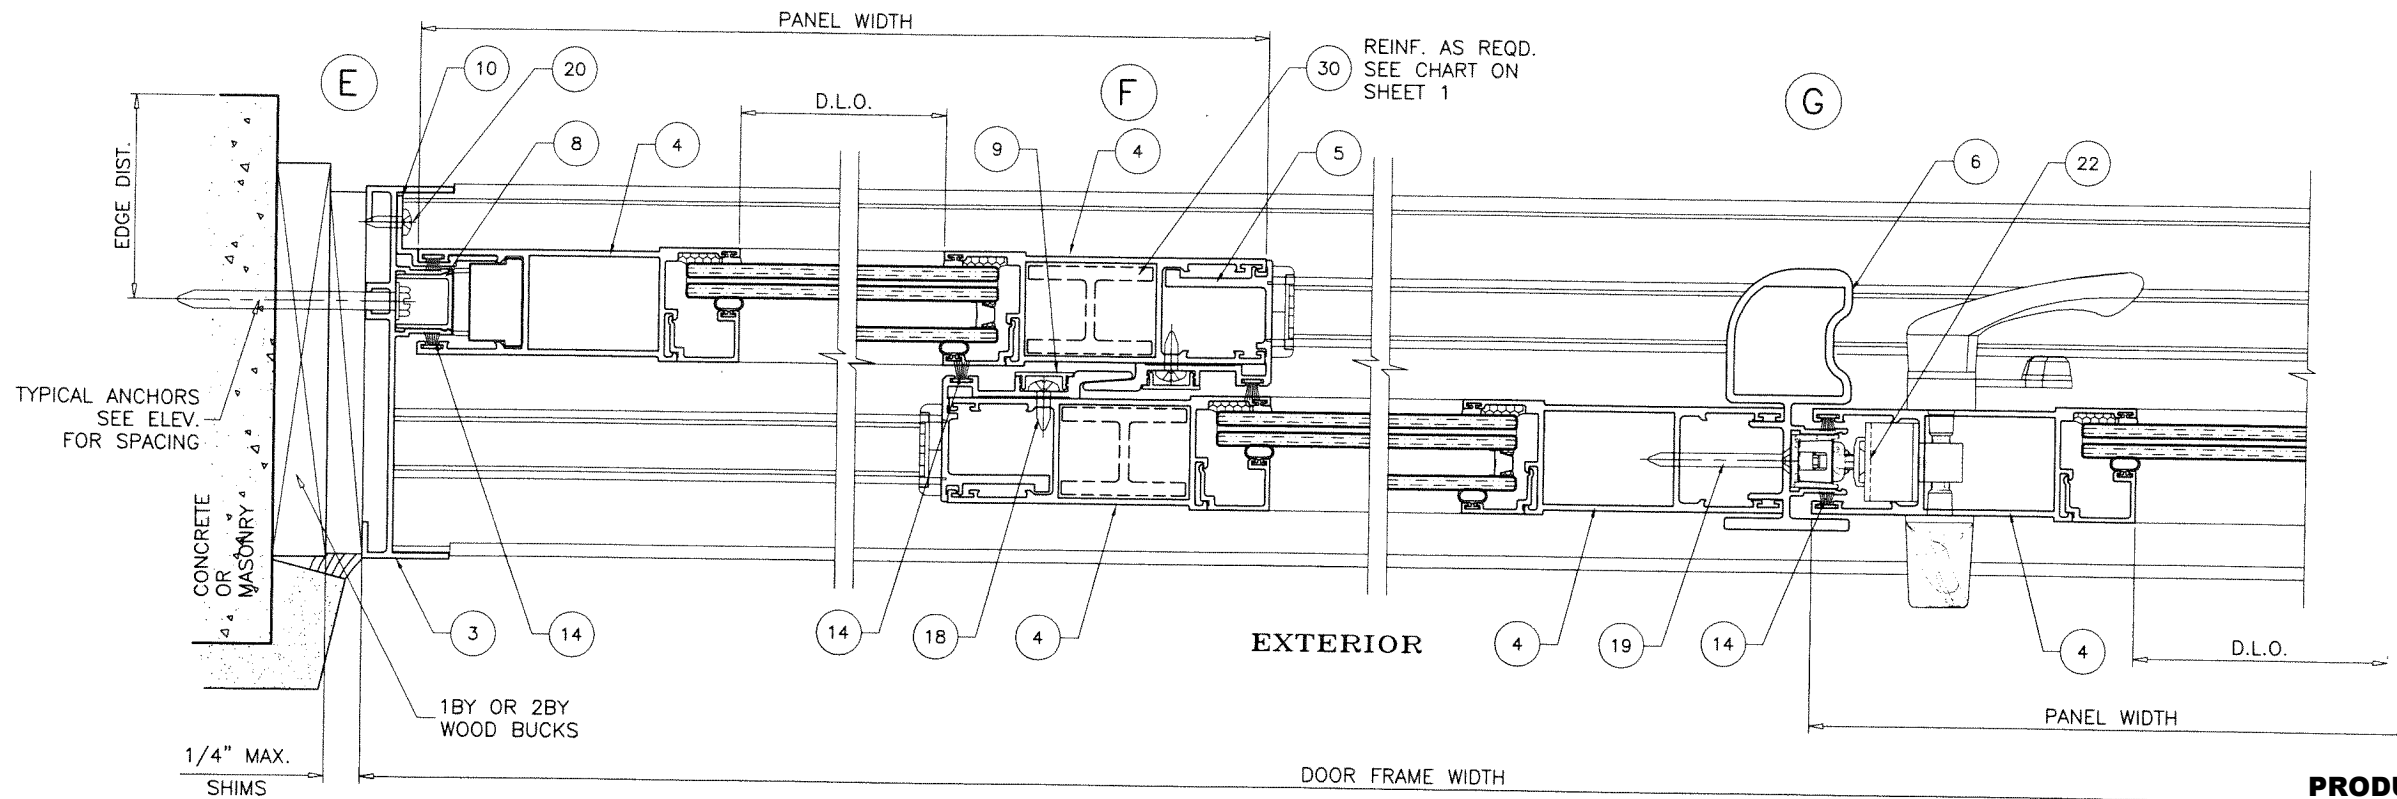 PANEL WIDTH
E
10
20
F
30
REINF. AS REQD.
SEE CHART ON
SHEET 1
G
D.L.O.
EDGE DIST.
8
4
9
4
5
6
22
TYPICAL ANCHORS
SEE ELEV.
FOR SPACING
CONCRETE
OR
MASONRY
3
14
14
18
4
EXTERIOR
4
19
14
4
D.L.O.
1BY OR 2BY
WOOD BUCKS
PANEL WIDTH
1/4" MAX.
SHIMS
DOOR FRAME WIDTH
PRODU